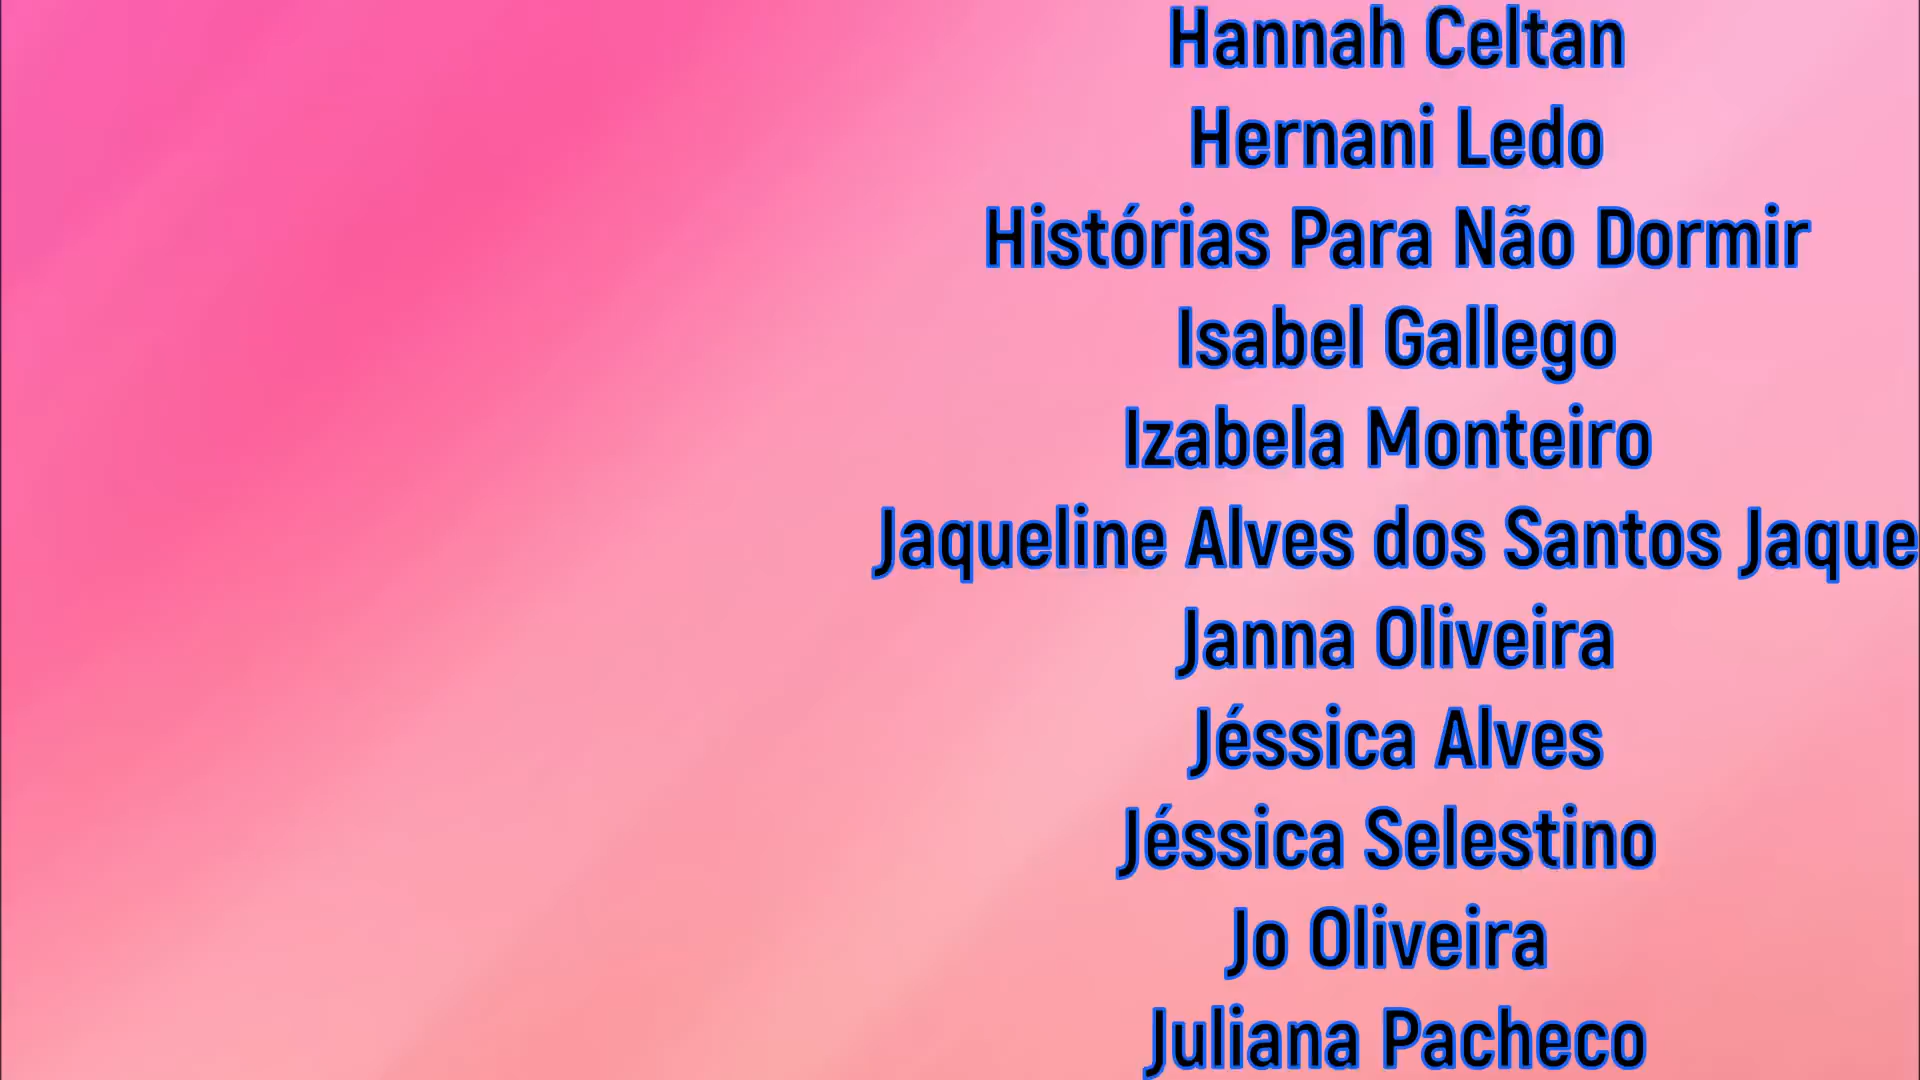 Hannah Celtan
Hernani Ledo
Histórias Para Não Dormir
Isabel Gallego
Izabela Monteiro
Jaqueline Alves dos Santos Jaque
Janna Oliveira
Jéssica Alves
Jéssica Selestino
Jo Oliveira
Juliana Pacheco